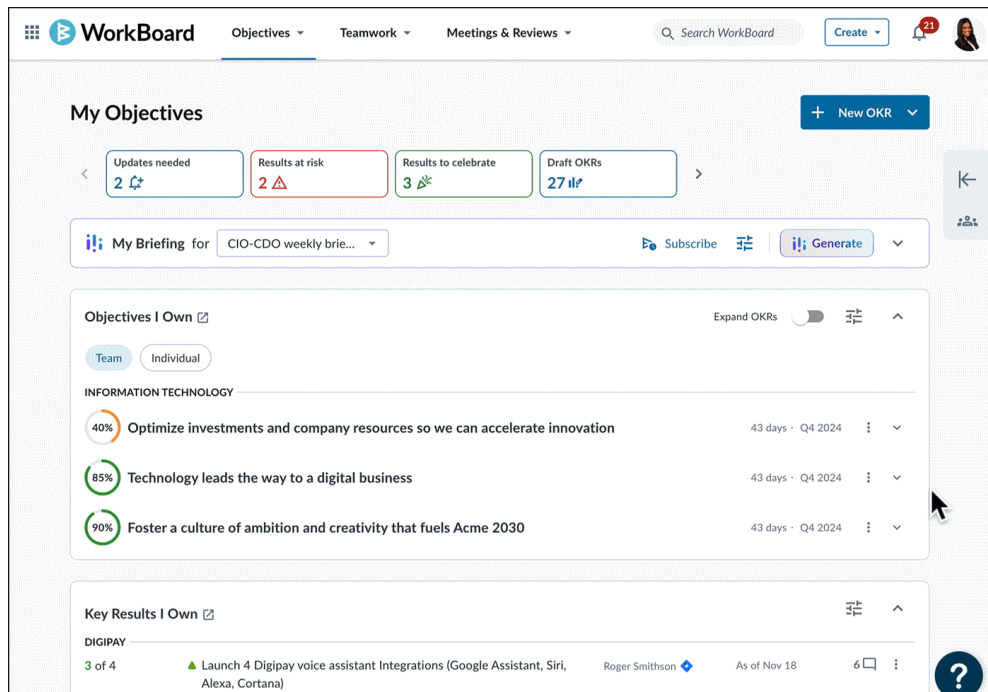 WorkBoard
Objectives
Teamwork
Meetings & Reviews
Search WorkBoard
Create
21
My Objectives
+ New OKR
Updates needed
2
Results at risk
2
Results to celebrate
3
Draft OKRs
27
My Briefing for
CIO-CDO weekly brie...
Subscribe
Generate
Objectives I Own
Expand OKRs
Team
Individual
INFORMATION TECHNOLOGY
40% Optimize investments and company resources so we can accelerate innovation 43 days · Q4 2024
85% Technology leads the way to a digital business 43 days · Q4 2024
90% Foster a culture of ambition and creativity that fuels Acme 2030 43 days · Q4 2024
Key Results I Own
DIGIPAY
3 of 4 Launch 4 Digipay voice assistant Integrations (Google Assistant, Siri, Roger Smithson As of Nov 18 6
Alexa, Cortana)
?